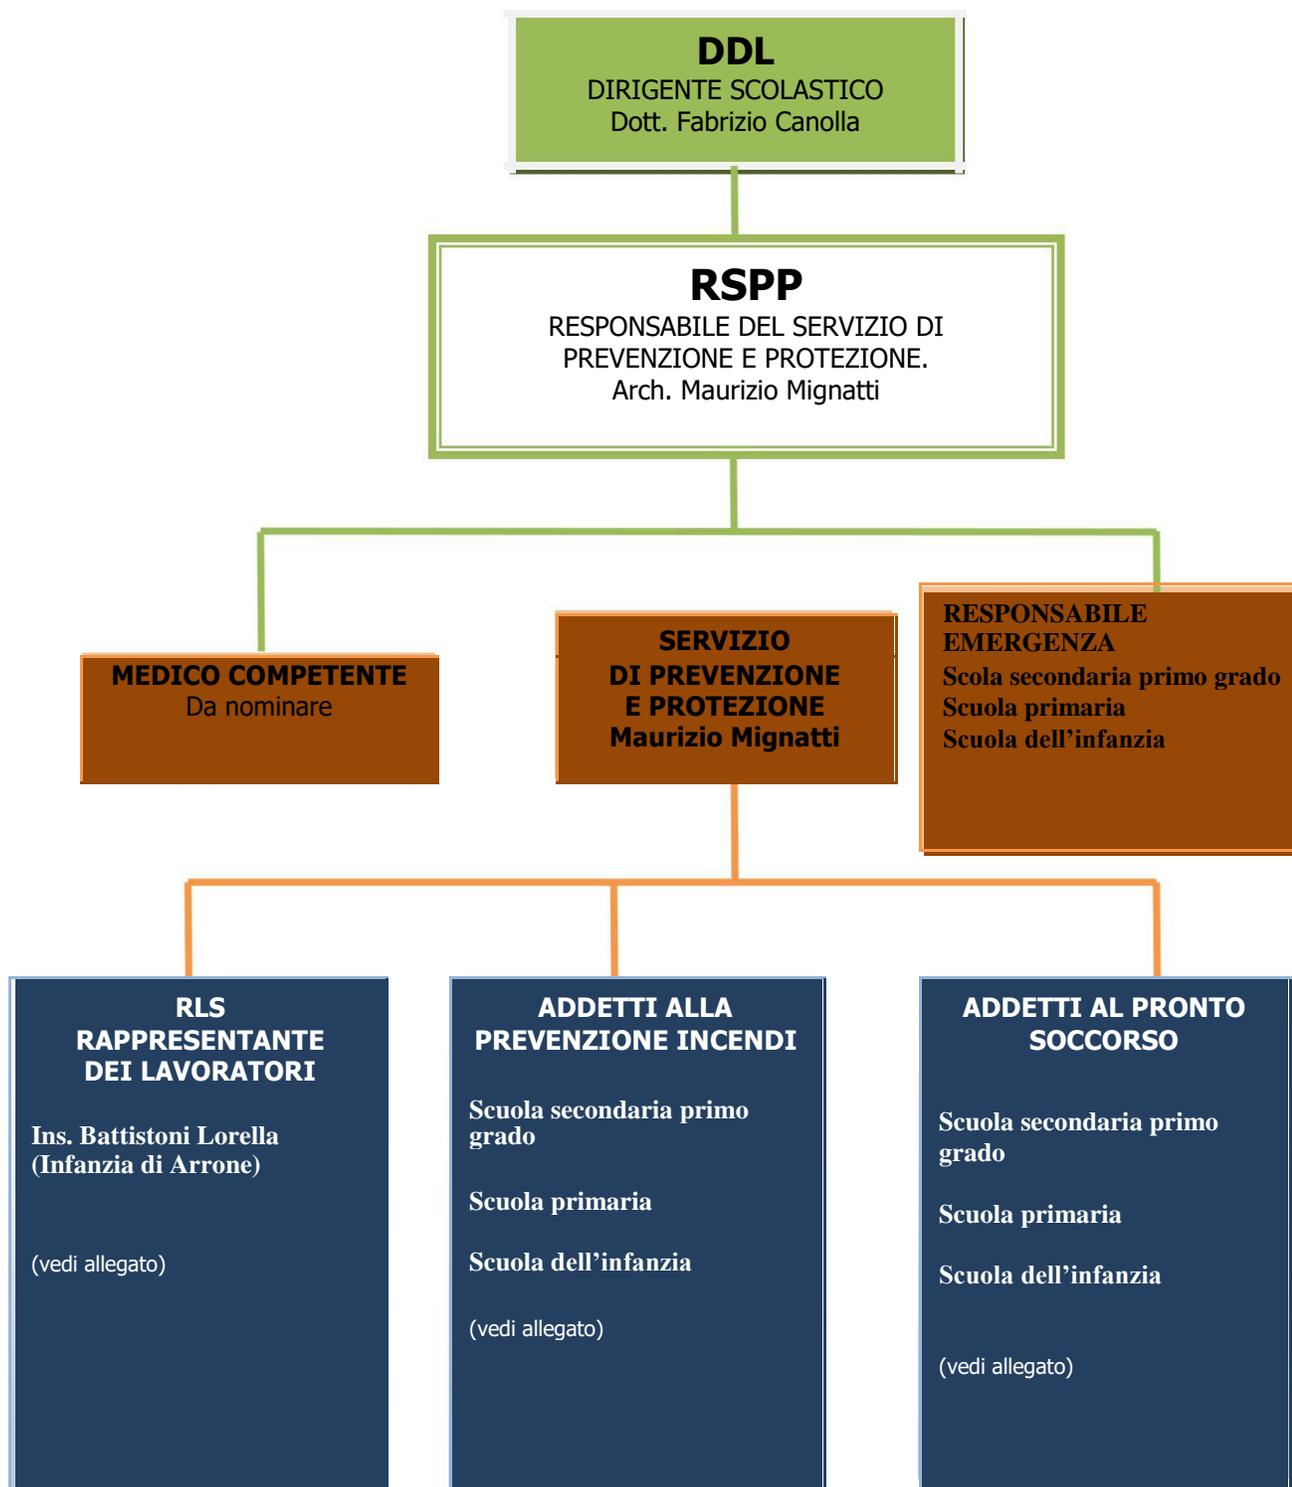 DDL
DIRIGENTE SCOLASTICO
Dott. Fabrizio Canolla
RSPP
RESPONSABILE DEL SERVIZIO DI
PREVENZIONE E PROTEZIONE.
Arch. Maurizio Mignatti
MEDICO COMPETENTE
Da nominare
SERVIZIO
DI PREVENZIONE
E PROTEZIONE
Maurizio Mignatti
RESPONSABILE
EMERGENZA
Scola secondaria primo grado
Scuola primaria
Scuola dell’infanzia
RLS
RAPPRESENTANTE
DEI LAVORATORI
Ins. Battistoni Lorella
(Infanzia di Arrone)
(vedi allegato)
ADDETTI ALLA
PREVENZIONE INCENDI
Scuola secondaria primo
grado
Scuola primaria
Scuola dell’infanzia
(vedi allegato)
ADDETTI AL PRONTO
SOCCORSO
Scuola secondaria primo
grado
Scuola primaria
Scuola dell’infanzia
(vedi allegato)